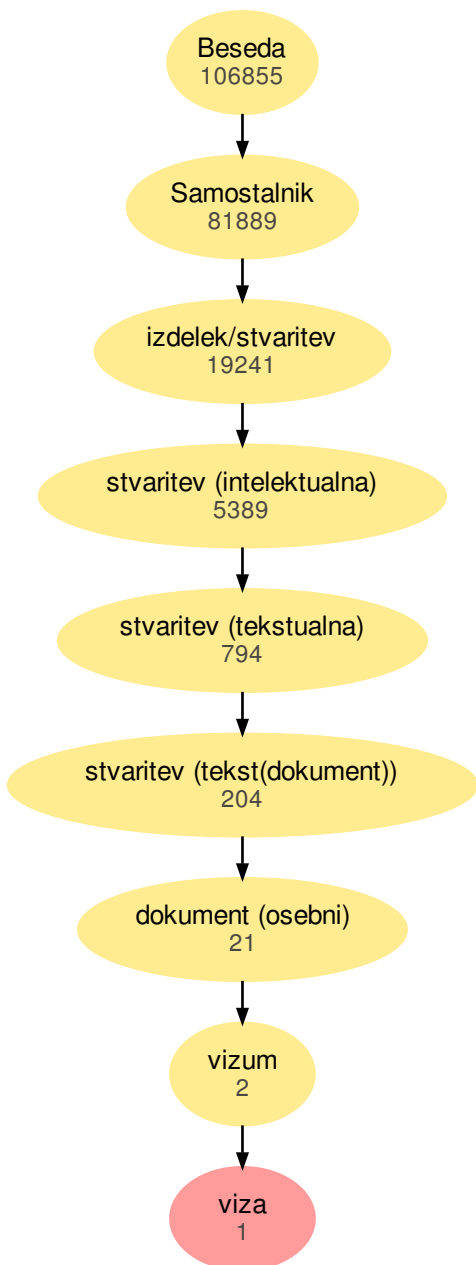 Beseda
106855
Samostalnik
81889
izdelek/stvaritev
19241
stvaritev (intelektualna)
5389
stvaritev (tekstualna)
794
stvaritev (tekst(dokument))
204
dokument (osebni)
21
vizum
2
viza
1